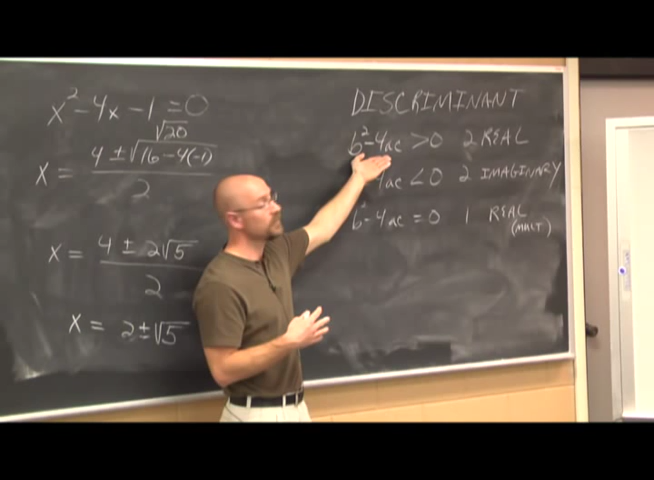 x² - 4x - 1 = 0
√20
x = 4 ± √16 - 4(-1) / 2
x = 4 ± 2√5 / 2
x = 2 ± √5
DISCRIMINANT
b² - 4ac > 0 2 REAL
4ac < 0 2 IMAGINARY
b² - 4ac = 0 1 REAL
(MULT)